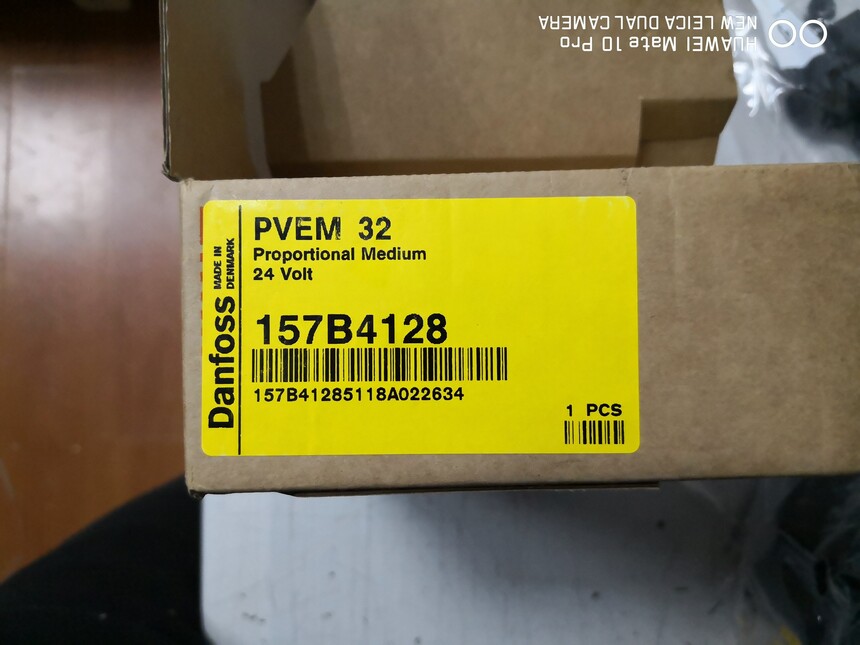 HUAWEI Mate 10 Pro
NEW LEICA DUAL CAMERA
Danfoss
MADE IN
DENMARK
PVEM 32
Proportional Medium
24 Volt
157B4128
157B41285118A022634
1 PCS